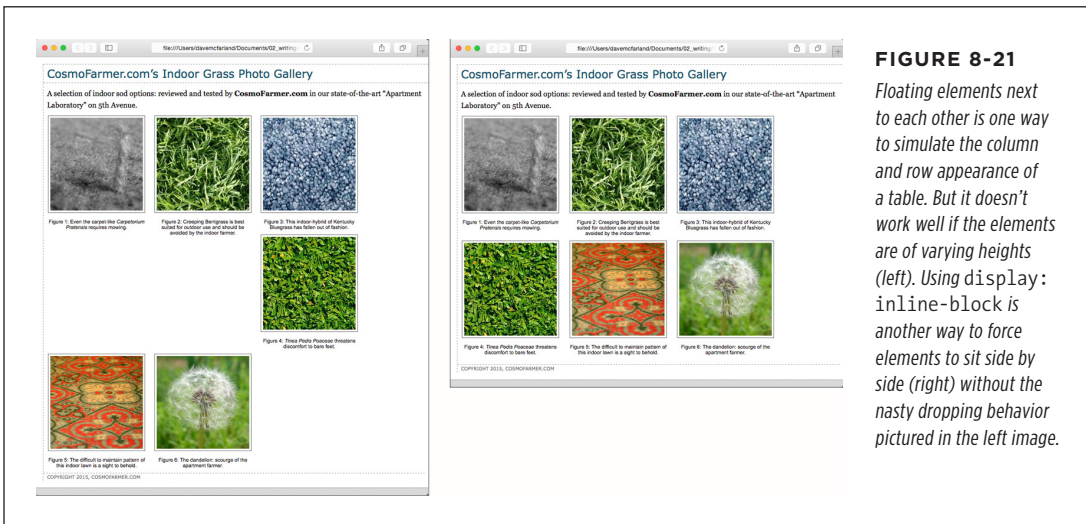 file:///Users/davemcfarland/Documents/02_writing
CosmoFarmer.com's Indoor Grass Photo Gallery
A selection of indoor sod options: reviewed and tested by CosmoFarmer.com in our state-of-the-art "Apartment
Laboratory" on 5th Avenue.
Figure 1: Even the carpet-like Carpetorium
Pretensis requires mowing.
Figure 2: Creeping Bentgrass is best
suited for outdoor use and should be
avoided by the indoor farmer.
Figure 3: This indoor-hybrid of Kentucky
Bluegrass has fallen out of fashion.
Figure 4: Tinea Pedis Poaceae threatens
discomfort to bare feet.
Figure 5: The difficult to maintain pattern of
this indoor lawn is a sight to behold.
Figure 6: The dandelion: scourge of the
apartment farmer.
COPYRIGHT 2015, COSMOFARMER.COM
file:///Users/davemcfarland/Documents/02_writing
CosmoFarmer.com's Indoor Grass Photo Gallery
A selection of indoor sod options: reviewed and tested by CosmoFarmer.com in our state-of-the-art "Apartment
Laboratory" on 5th Avenue.
Figure 1: Even the carpet-like Carpetorium
Pretensis requires mowing.
Figure 2: Creeping Bentgrass is best
suited for outdoor use and should be
avoided by the indoor farmer.
Figure 3: This indoor-hybrid of Kentucky
Bluegrass has fallen out of fashion.
Figure 4: Tinea Pedis Poaceae threatens
discomfort to bare feet.
Figure 5: The difficult to maintain pattern of
this indoor lawn is a sight to behold.
Figure 6: The dandelion: scourge of the
apartment farmer.
COPYRIGHT 2015, COSMOFARMER.COM
FIGURE 8-21
Floating elements next
to each other is one way
to simulate the column
and row appearance of
a table. But it doesn't
work well if the elements
are of varying heights
(left). Using display:
inline-block is
another way to force
elements to sit side by
side (right) without the
nasty dropping behavior
pictured in the left image.